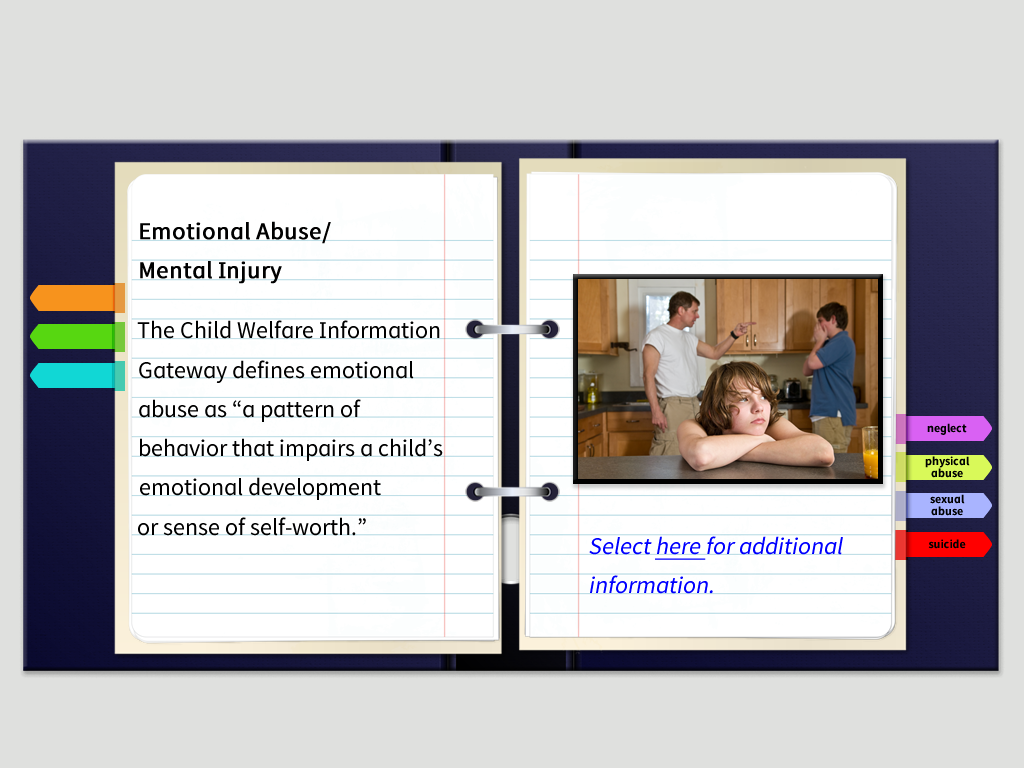 Emotional Abuse/
Mental Injury
The Child Welfare Information
Gateway defines emotional
abuse as “a pattern of
behavior that impairs a child’s
emotional development
or sense of self-worth.”
Select here for additional
information.
neglect
physical
abuse
sexual
abuse
suicide